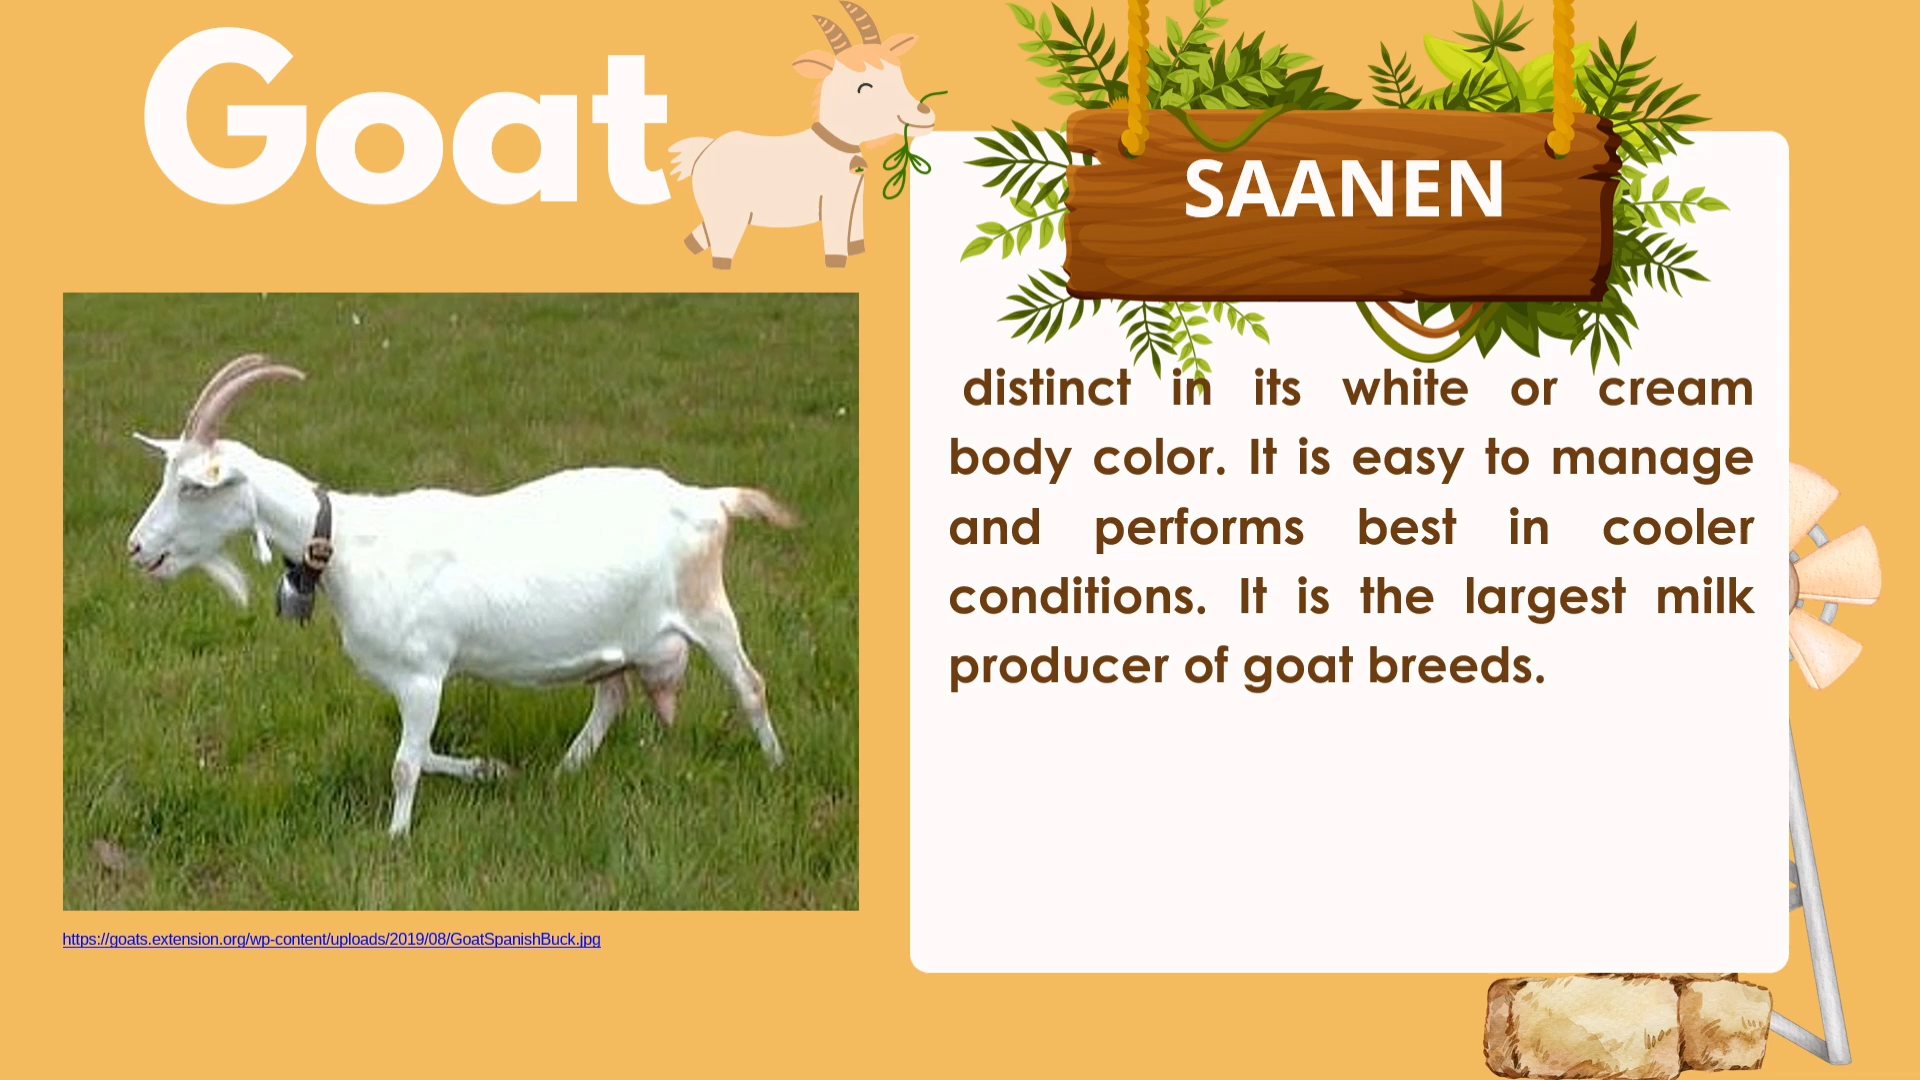 Goat
SAANEN
distinct in its white or cream
body color. It is easy to manage
and performs best in cooler
conditions. It is the largest milk
producer of goat breeds.
https://goats.extension.org/wp-content/uploads/2019/08/GoatSpanishBuck.jpg